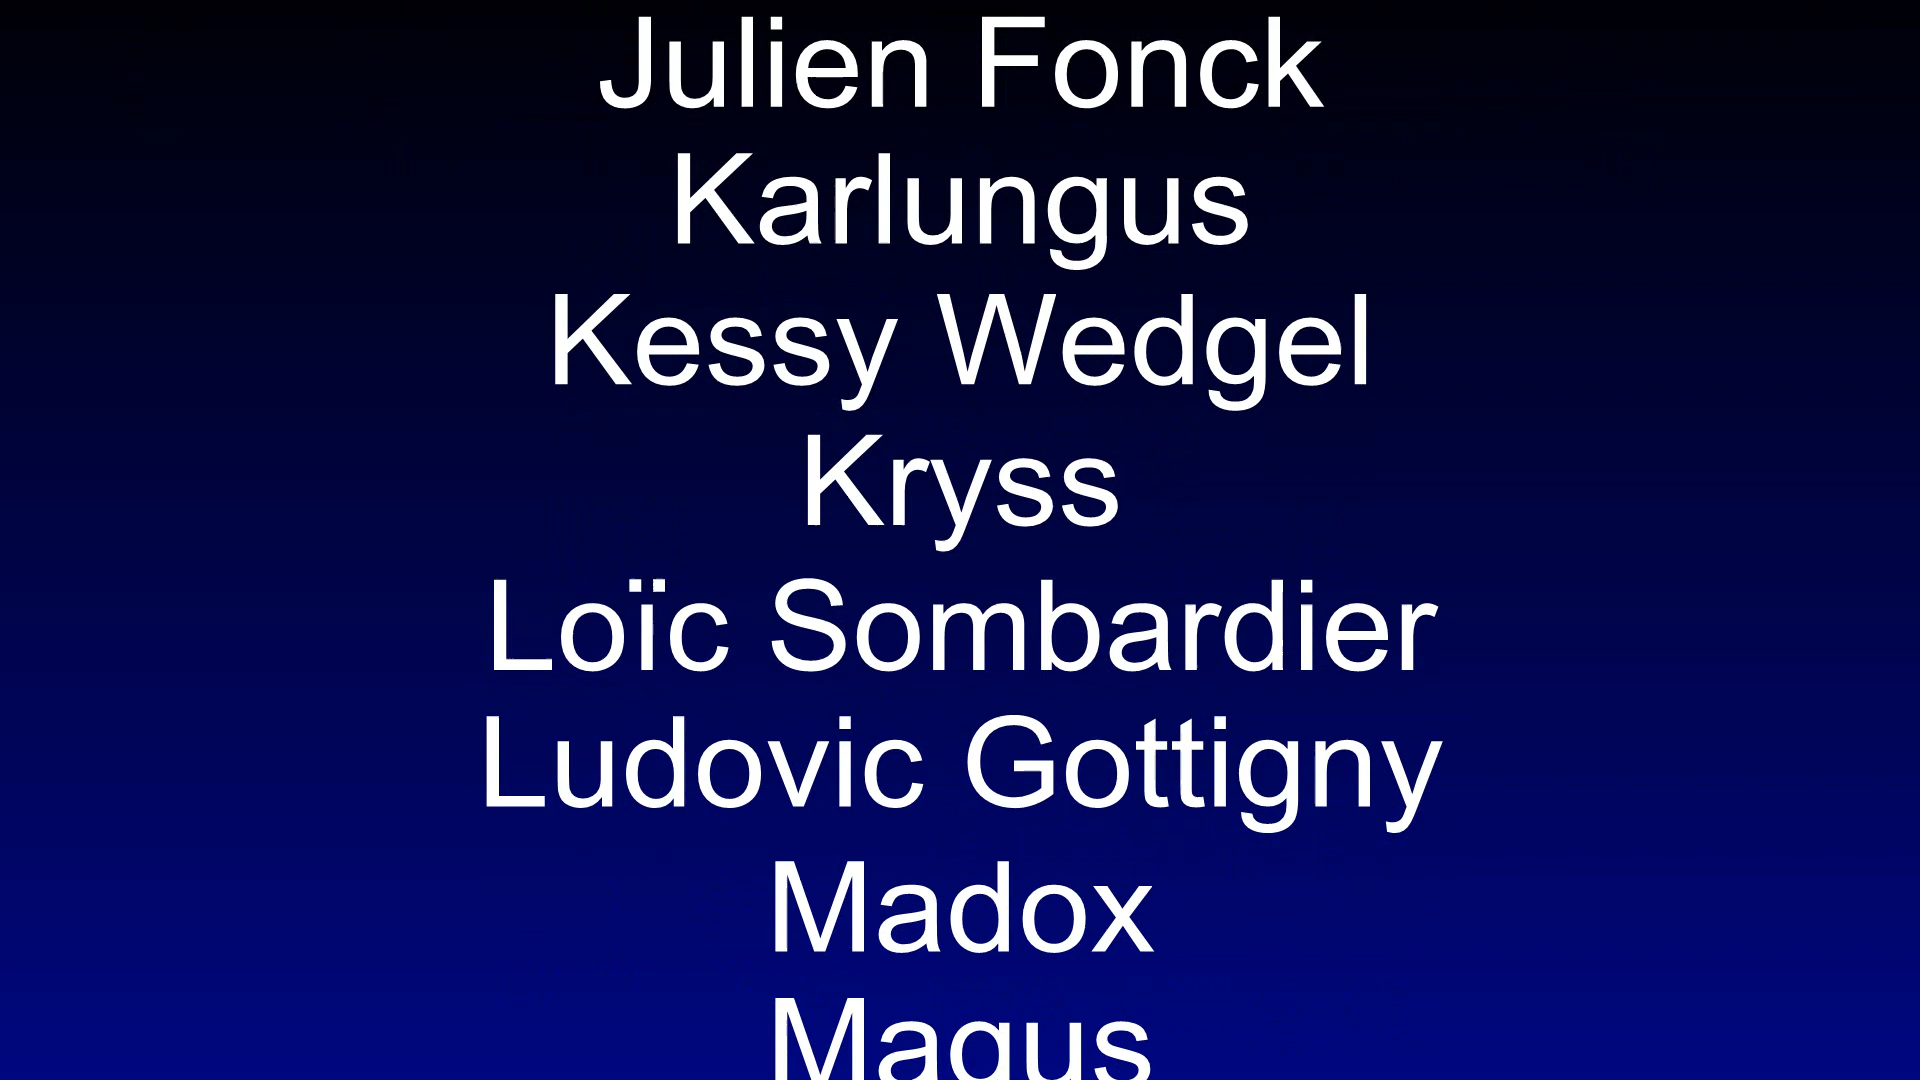 Julien Fonck
Karlungus
Kessy Wedgel
Kryss
Loïc Sombardier
Ludovic Gottigny
Madox
Magus